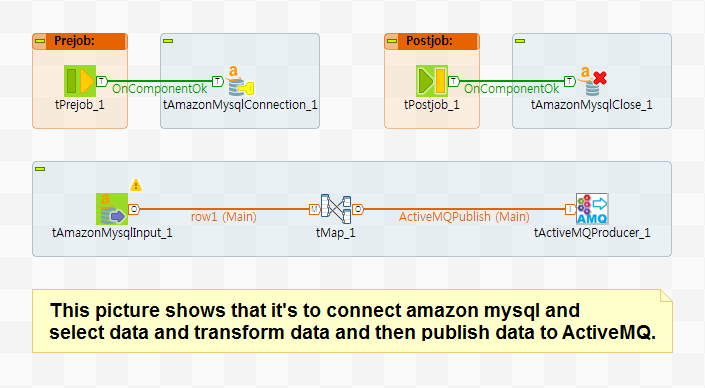 Prejob:
Postjob:
T
OnComponentOk
T
T
OnComponentOk
T
a
a
tPrejob_1
tAmazonMysqlConnection_1
tPostjob_1
tAmazonMysqlClose_1
a
O
row1 (Main)
M
O
ActiveMQPublish (Main)
I
AMQ
tAmazonMysqlInput_1
tMap_1
tActiveMQProducer_1
This picture shows that it's to connect amazon mysql and
select data and transform data and then publish data to ActiveMQ.